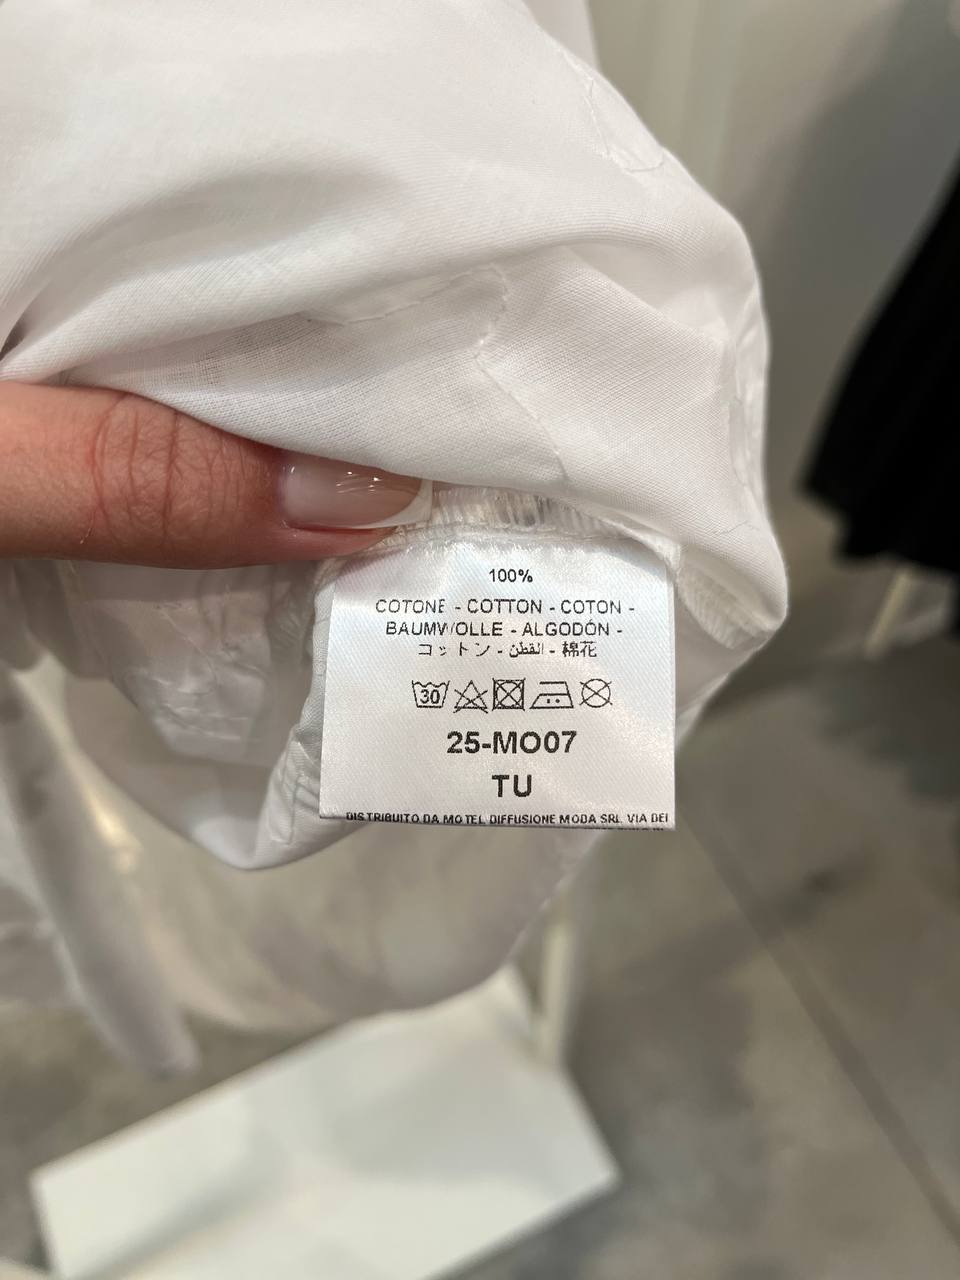 100%
COTONE - COTTON - COTON -
BAUMWOLLE - ALGODÓN -
コットン - القطن - 棉花
30
25-MO07
TU
DISTRIBUITO DA MOTEL DIFFUSIONE MODA SRL VIA DEI